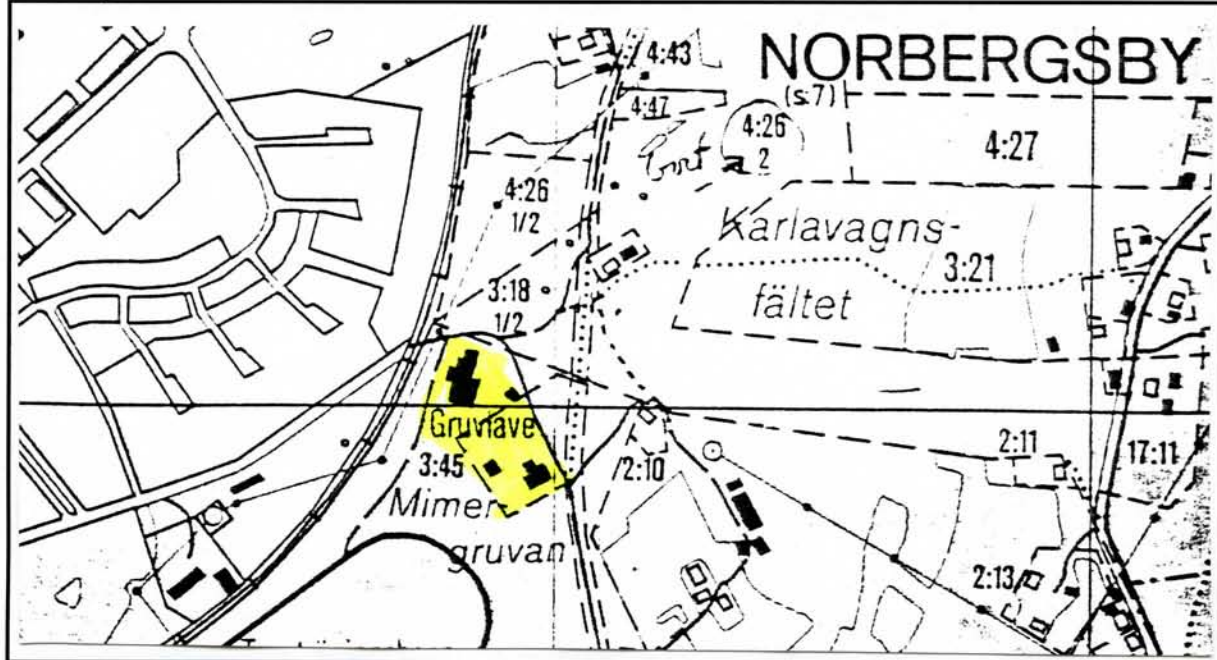 NORBERGSBY
(s.7)
4:43
4:47
4:26
2
4:27
4:26
1/2
Karlavagns-
fältet
3:21
3:18
1/2
Gruvlave
3:45
Mimer-
gruvan
2:10
2:11
17:11
2:13